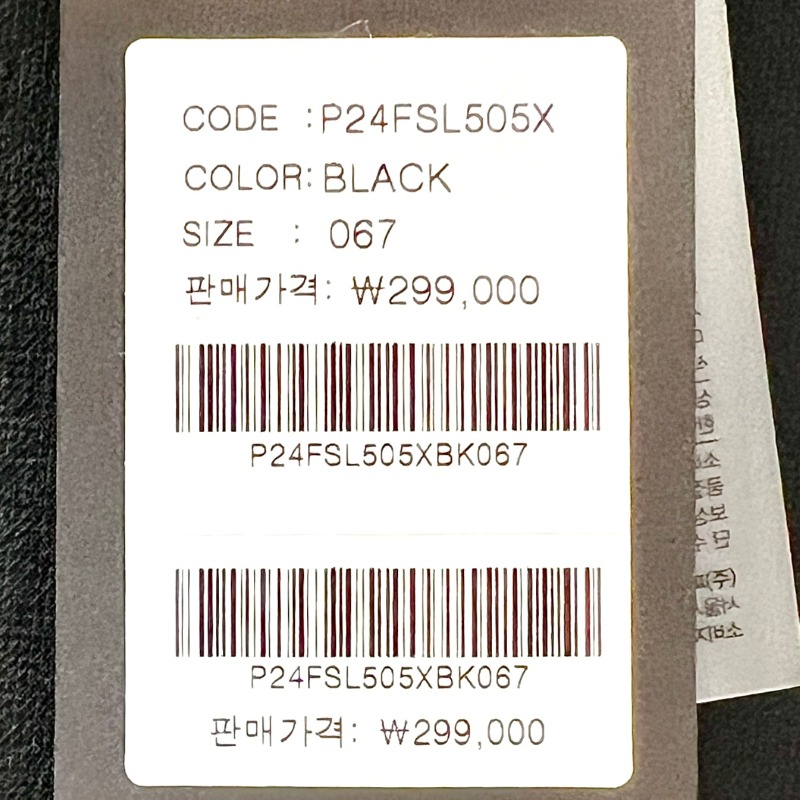 CODE :P24FSL505X
COLOR:BLACK
SIZE : 067
판매가격: ₩299,000
P24FSL505XBK067
P24FSL505XBK067
판매가격: ₩299,000
(주)